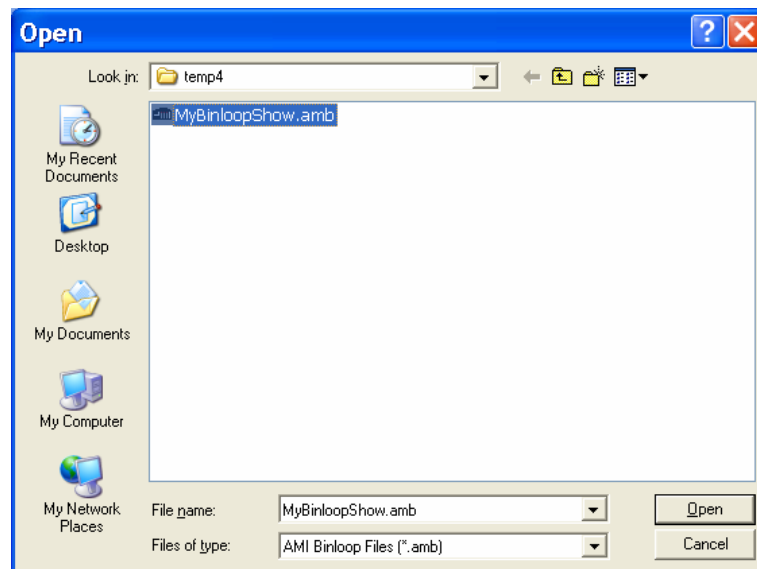 Open
Look in: temp4
MyBinloopShow.amb
My Recent
Documents
Desktop
My Documents
My Computer
My Network
Places
File name: MyBinloopShow.amb Open
Files of type: AMI Binloop Files (*.amb) Cancel